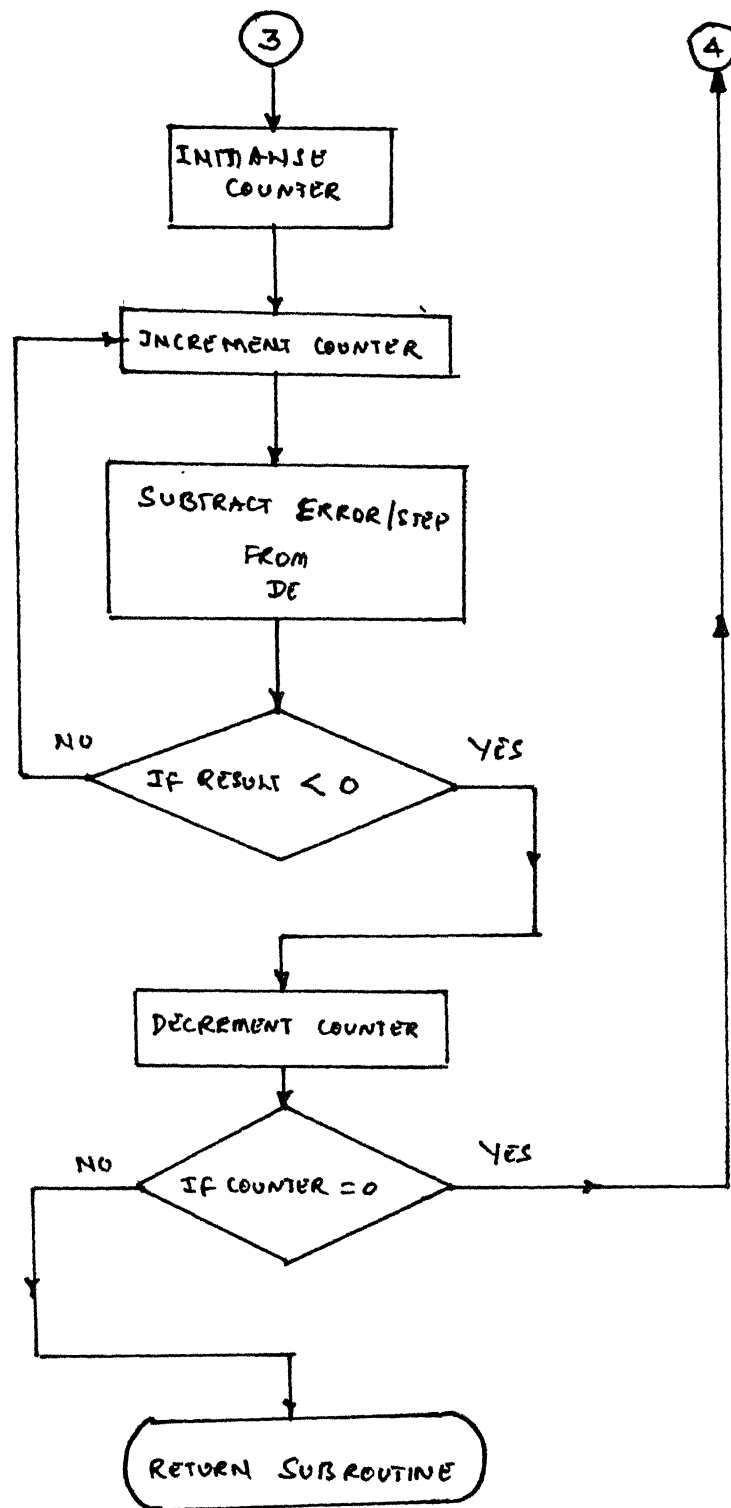 3
4
INITIALISE
COUNTER
INCREMENT COUNTER
SUBTRACT ERROR/STEP
FROM
DE
NO
YES
IF RESULT < 0
DECREMENT COUNTER
NO
YES
IF COUNTER = 0
RETURN SUBROUTINE